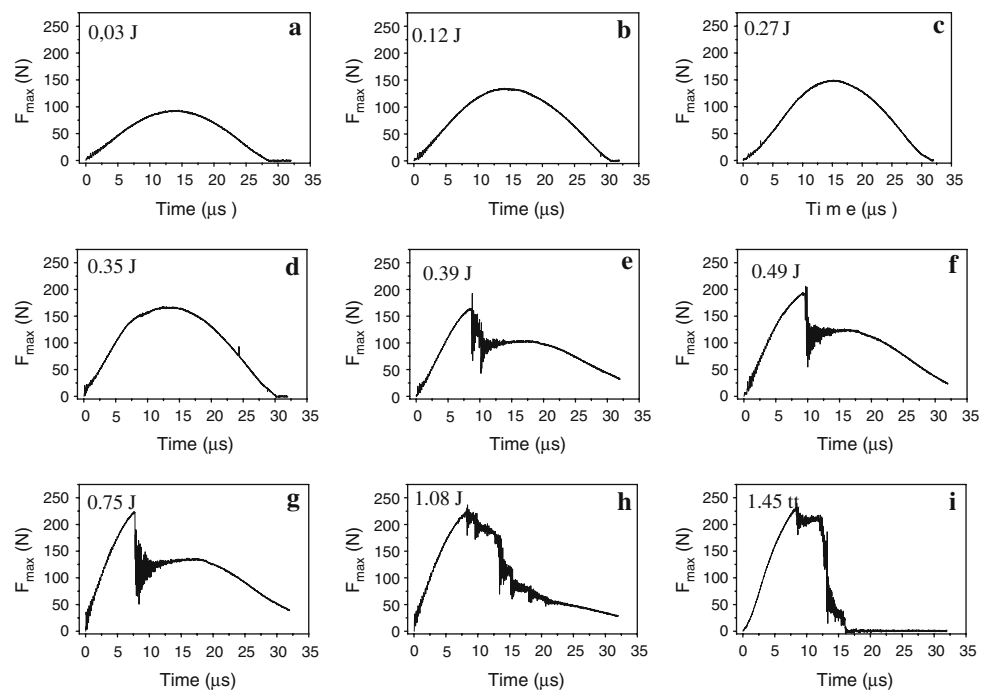 0,03 J
a
F_max (N)
250
200
150
100
50
0
0 5 10 15 20 25 30 35
Time (μs )
0.12 J
b
F_max (N)
250
200
150
100
50
0
0 5 10 15 20 25 30 35
Time (μs)
0.27 J
c
F_max (N)
250
200
150
100
50
0
0 5 10 15 20 25 30 35
Ti m e (μs )
0.35 J
d
F_max (N)
250
200
150
100
50
0
0 5 10 15 20 25 30 35
Time (μs)
0.39 J
e
F_max (N)
250
200
150
100
50
0
0 5 10 15 20 25 30 35
Time (μs)
0.49 J
f
F_max (N)
250
200
150
100
50
0
0 5 10 15 20 25 30 35
Time (μs)
0.75 J
g
F_max (N)
250
200
150
100
50
0
0 5 10 15 20 25 30 35
Time (μs)
1.08 J
h
F_max (N)
250
200
150
100
50
0
0 5 10 15 20 25 30 35
Time (μs)
1.45 tt
i
F_max (N)
250
200
150
100
50
0
0 5 10 15 20 25 30 35
Time (μs)